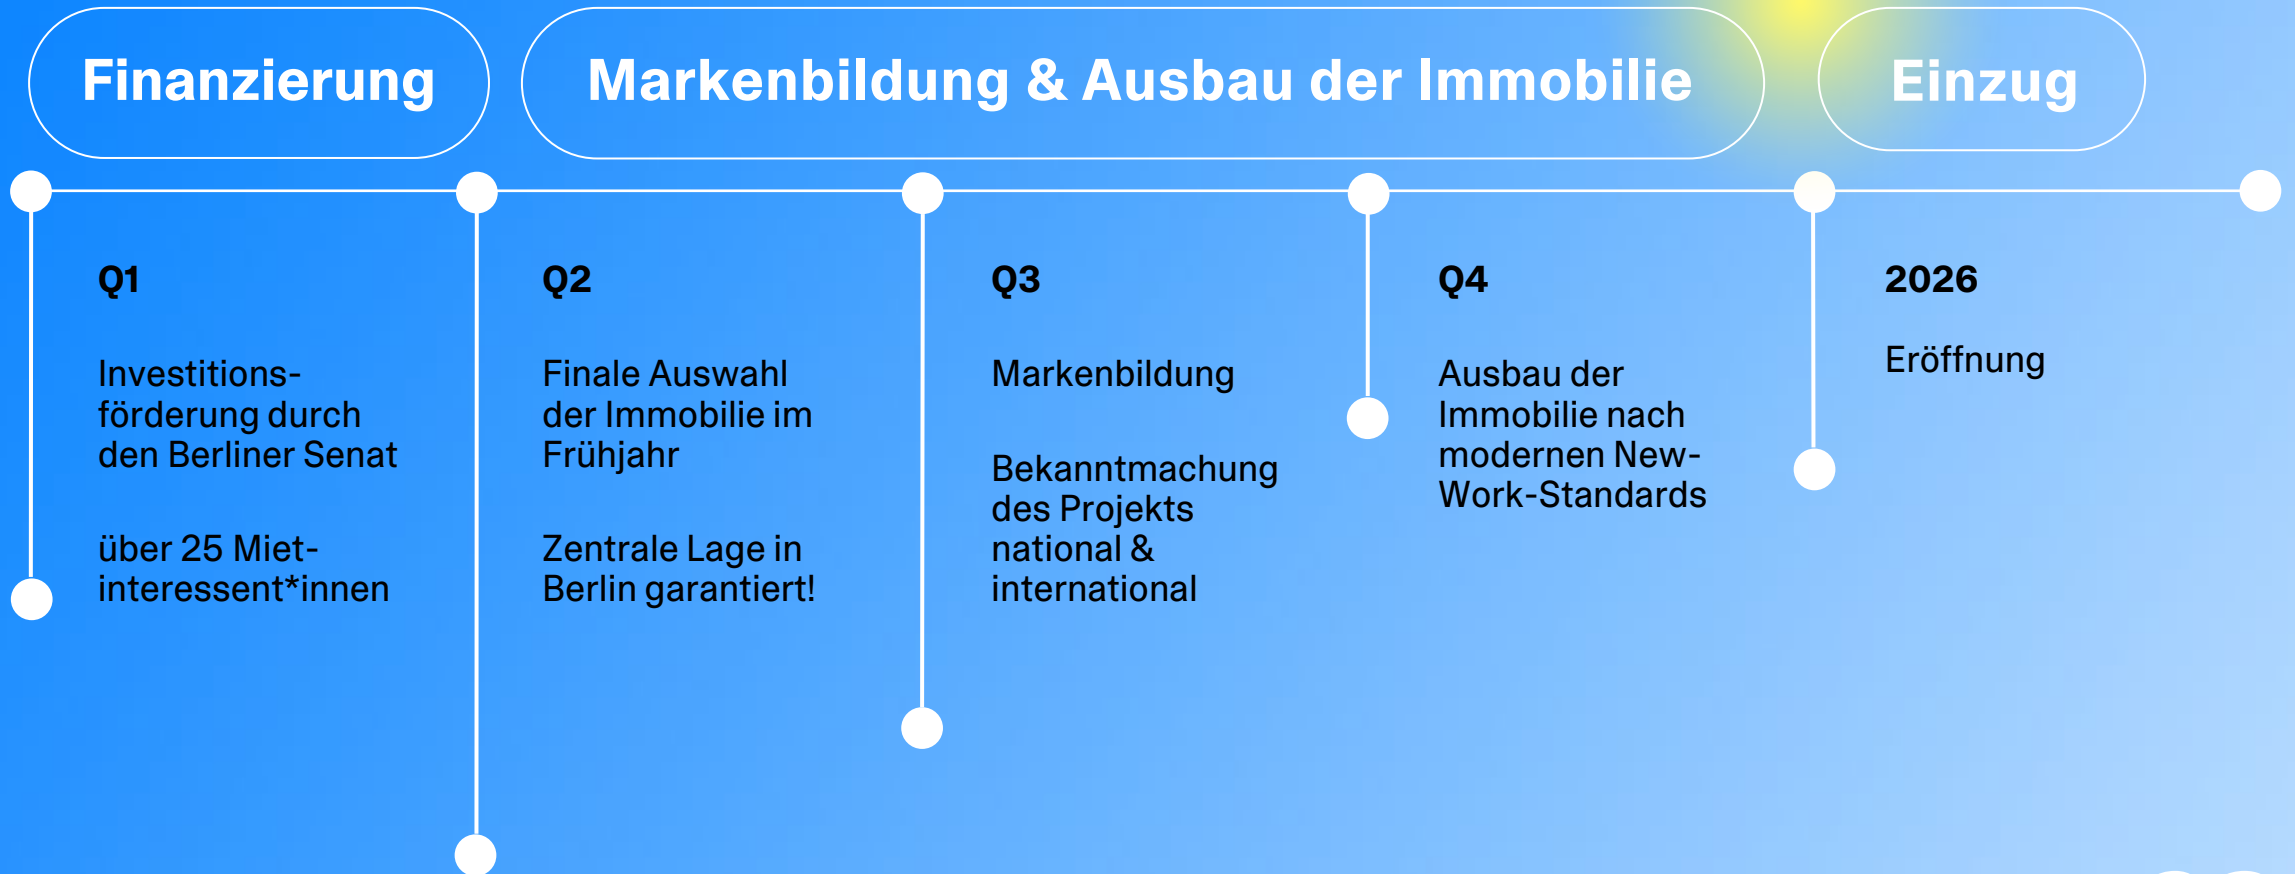 Finanzierung
Markenbildung & Ausbau der Immobilie
Einzug
Q1
Investitions-
förderung durch
den Berliner Senat
über 25 Miet-
interessent*innen
Q2
Finale Auswahl
der Immobilie im
Frühjahr
Zentrale Lage in
Berlin garantiert!
Q3
Markenbildung
Bekanntmachung
des Projekts
national &
international
Q4
Ausbau der
Immobilie nach
modernen New-
Work-Standards
2026
Eröffnung